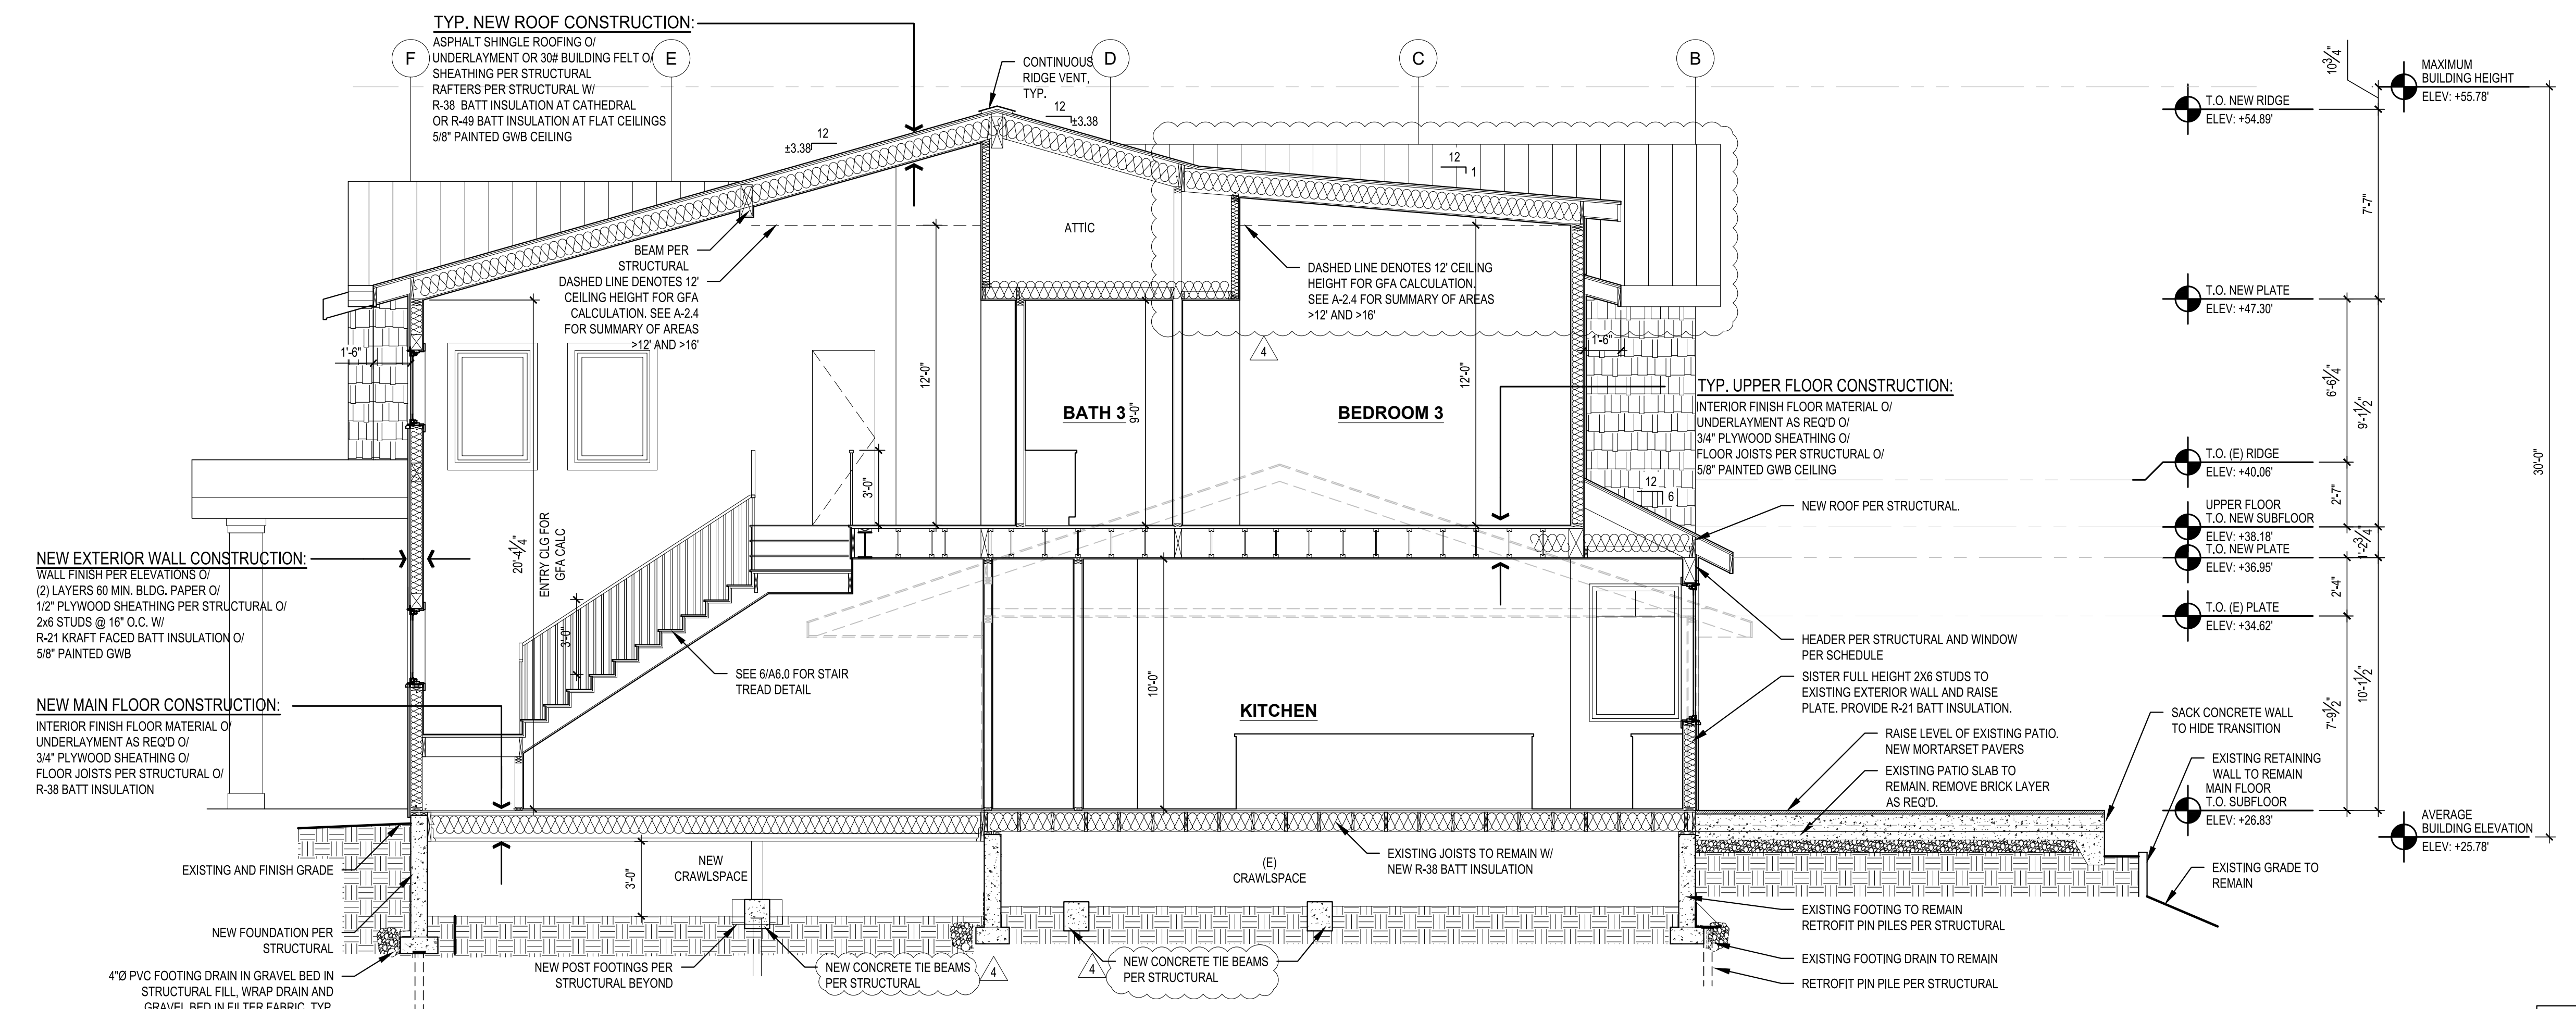 TYP. NEW ROOF CONSTRUCTION:
ASPHALT SHINGLE ROOFING O/
UNDERLAYMENT OR 30# BUILDING FELT O/
SHEATHING PER STRUCTURAL
RAFTERS PER STRUCTURAL W/
R-38 BATT INSULATION AT CATHEDRAL
OR R-49 BATT INSULATION AT FLAT CEILINGS
5/8" PAINTED GWB CEILING
F
E
D
C
B
CONTINUOUS
RIDGE VENT,
TYP.
12
±3.38
12
±3.38
12
1
10¾"
MAXIMUM
BUILDING HEIGHT
ELEV: +55.78'
T.O. NEW RIDGE
ELEV: +54.89'
7'-7"
ATTIC
BEAM PER
STRUCTURAL
DASHED LINE DENOTES 12'
CEILING HEIGHT FOR GFA
CALCULATION. SEE A-2.4
FOR SUMMARY OF AREAS
>12' AND >16'
DASHED LINE DENOTES 12' CEILING
HEIGHT FOR GFA CALCULATION.
SEE A-2.4 FOR SUMMARY OF AREAS
>12' AND >16'
4
T.O. NEW PLATE
ELEV: +47.30'
1'-6"
1'-6"
12'-0"
9'-0"
12'-0"
BATH 3
BEDROOM 3
TYP. UPPER FLOOR CONSTRUCTION:
INTERIOR FINISH FLOOR MATERIAL O/
UNDERLAYMENT AS REQ'D O/
3/4" PLYWOOD SHEATHING O/
FLOOR JOISTS PER STRUCTURAL O/
5/8" PAINTED GWB CEILING
6'-6¼"
9'-1½"
30'-0"
T.O. (E) RIDGE
ELEV: +40.06'
3'-0"
12
6
2'-7"
NEW ROOF PER STRUCTURAL.
UPPER FLOOR
T.O. NEW SUBFLOOR
ELEV: +38.18'
1'-2¾"
T.O. NEW PLATE
ELEV: +36.95'
2'-4"
T.O. (E) PLATE
ELEV: +34.62'
NEW EXTERIOR WALL CONSTRUCTION:
WALL FINISH PER ELEVATIONS O/
(2) LAYERS 60 MIN. BLDG. PAPER O/
1/2" PLYWOOD SHEATHING PER STRUCTURAL O/
2x6 STUDS @ 16" O.C. W/
R-21 KRAFT FACED BATT INSULATION O/
5/8" PAINTED GWB
20'-4¼"
ENTRY CLG FOR
GFA CALC
3'-0"
SEE 6/A6.0 FOR STAIR
TREAD DETAIL
10'-0"
KITCHEN
HEADER PER STRUCTURAL AND WINDOW
PER SCHEDULE
SISTER FULL HEIGHT 2X6 STUDS TO
EXISTING EXTERIOR WALL AND RAISE
PLATE. PROVIDE R-21 BATT INSULATION.
7'-9½"
10'-1½"
NEW MAIN FLOOR CONSTRUCTION:
INTERIOR FINISH FLOOR MATERIAL O/
UNDERLAYMENT AS REQ'D O/
3/4" PLYWOOD SHEATHING O/
FLOOR JOISTS PER STRUCTURAL O/
R-38 BATT INSULATION
RAISE LEVEL OF EXISTING PATIO.
NEW MORTARSET PAVERS
EXISTING PATIO SLAB TO
REMAIN. REMOVE BRICK LAYER
AS REQ'D.
SACK CONCRETE WALL
TO HIDE TRANSITION
EXISTING RETAINING
WALL TO REMAIN
MAIN FLOOR
T.O. SUBFLOOR
ELEV: +26.83'
AVERAGE
BUILDING ELEVATION
ELEV: +25.78'
EXISTING AND FINISH GRADE
3'-0"
NEW
CRAWLSPACE
(E)
CRAWLSPACE
EXISTING JOISTS TO REMAIN W/
NEW R-38 BATT INSULATION
EXISTING GRADE TO
REMAIN
NEW FOUNDATION PER
STRUCTURAL
EXISTING FOOTING TO REMAIN
RETROFIT PIN PILES PER STRUCTURAL
4"Ø PVC FOOTING DRAIN IN GRAVEL BED IN
STRUCTURAL FILL, WRAP DRAIN AND
GRAVEL BED IN FILTER FABRIC, TYP.
NEW POST FOOTINGS PER
STRUCTURAL BEYOND
NEW CONCRETE TIE BEAMS
PER STRUCTURAL
4
4
NEW CONCRETE TIE BEAMS
PER STRUCTURAL
EXISTING FOOTING DRAIN TO REMAIN
RETROFIT PIN PILE PER STRUCTURAL